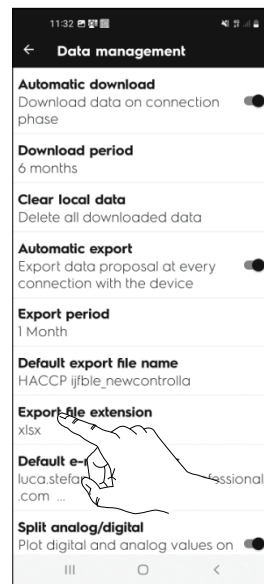 11:32
← Data management
Automatic download
Download data on connection
phase
Download period
6 months
Clear local data
Delete all downloaded data
Automatic export
Export data proposal at every
connection with the device
Export period
1 Month
Default export file name
HACCP ijfble_newcontrolla
Export file extension
xlsx
Default
.com ...
Split analog/digital
Plot digital and analog values on